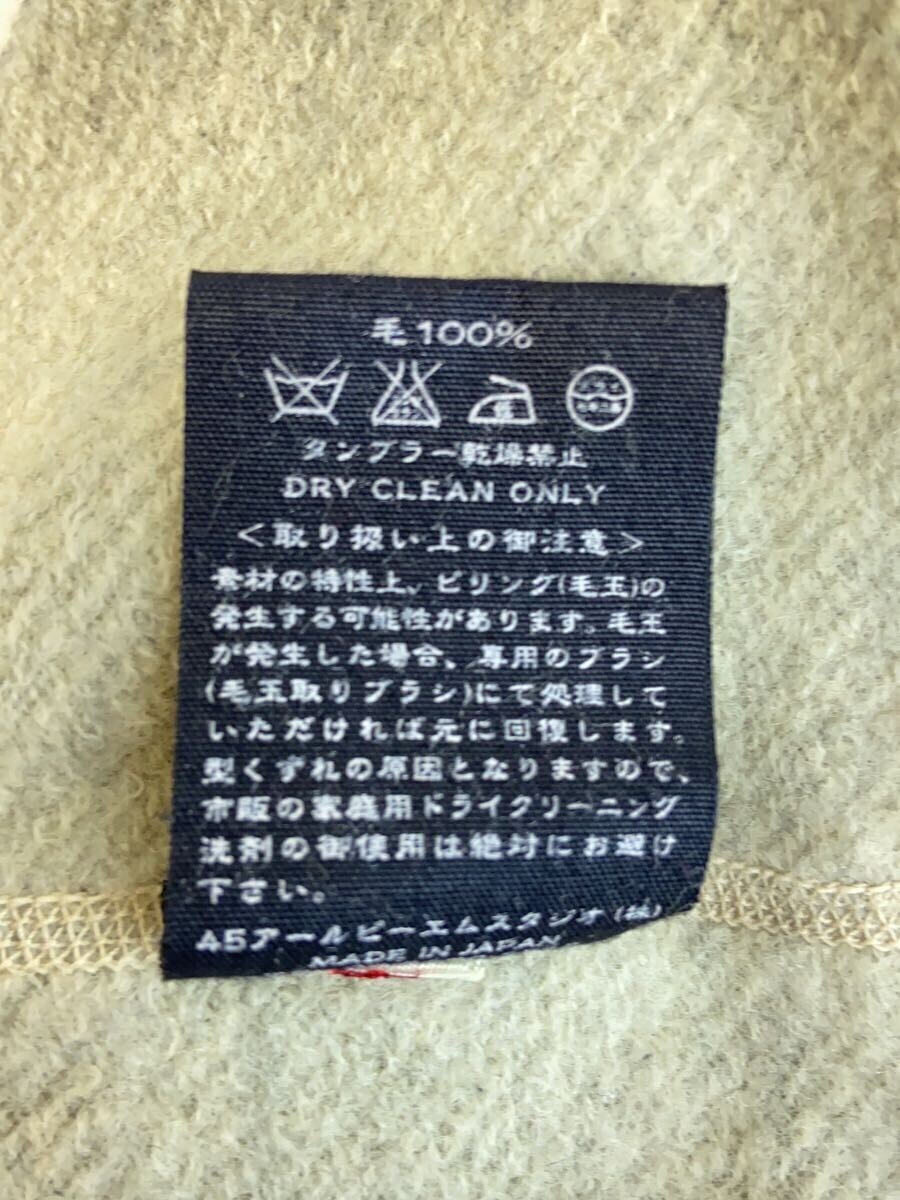 毛100%
タンブラー乾燥禁止
DRY CLEAN ONLY
<取り扱い上の御注意>
素材の特性上、ピリング(毛玉)の
発生する可能性があります。毛玉
が発生した場合、専用のブラシ
(毛玉取りブラシ)にて処理して
いただければ元に回復します。
型くずれの原因となりますので、
市販の家庭用ドライクリーニング
洗剤の御使用は絶対にお避け
下さい。
45アールピーエムスタジオ(株)
MADE IN JAPAN